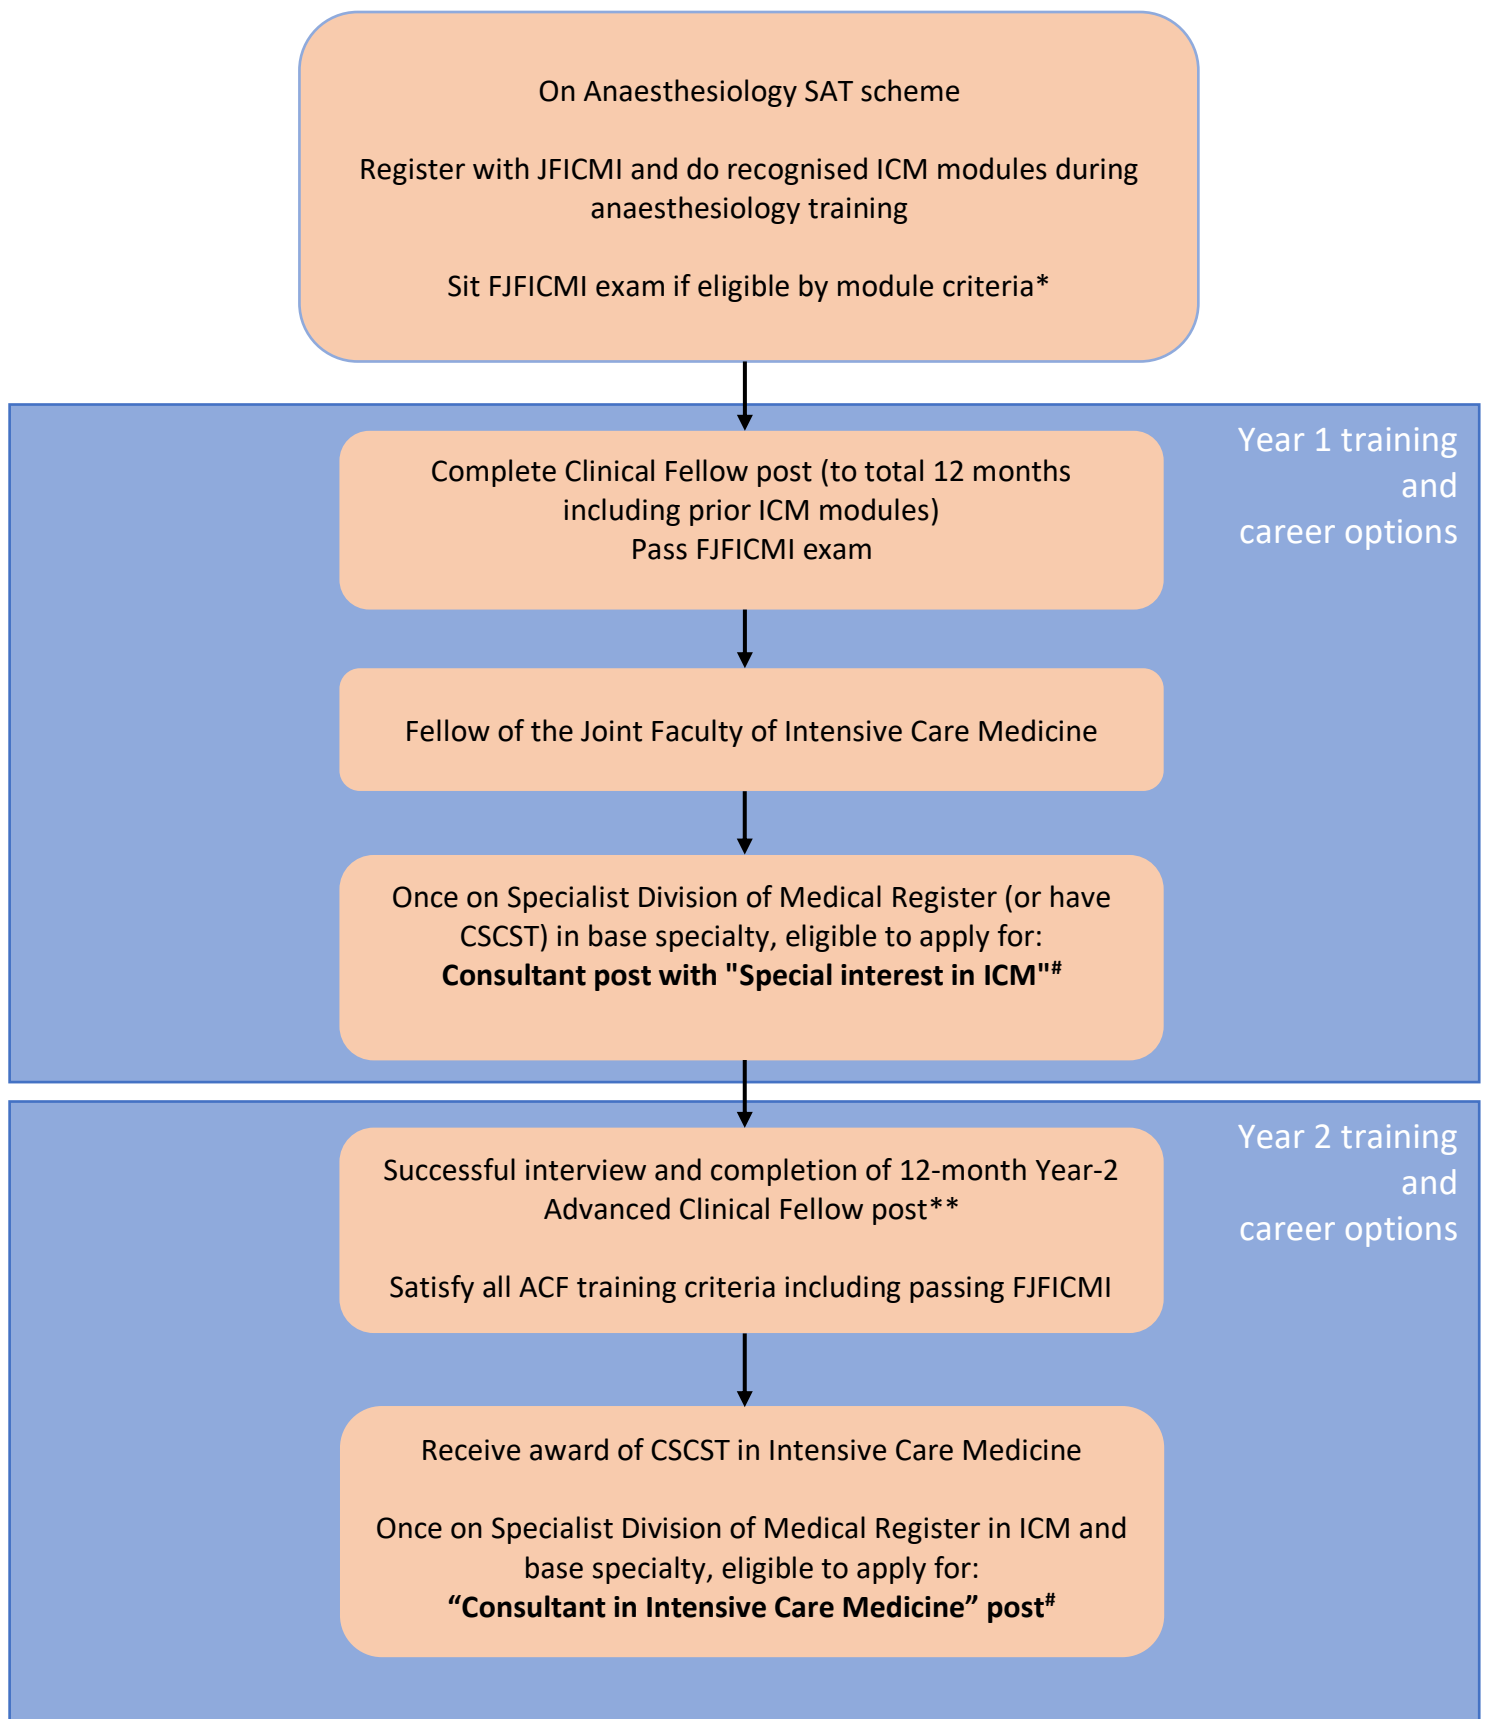 On Anaesthesiology SAT scheme
Register with JFICMI and do recognised ICM modules during
anaesthesiology training
Sit FJFICMI exam if eligible by module criteria*
Year 1 training
and
career options
Complete Clinical Fellow post (to total 12 months
including prior ICM modules)
Pass FJFICMI exam
Fellow of the Joint Faculty of Intensive Care Medicine
Once on Specialist Division of Medical Register (or have
CSCST) in base specialty, eligible to apply for:
Consultant post with "Special interest in ICM"#
Year 2 training
and
career options
Successful interview and completion of 12-month Year-2
Advanced Clinical Fellow post**
Satisfy all ACF training criteria including passing FJFICMI
Receive award of CSCST in Intensive Care Medicine
Once on Specialist Division of Medical Register in ICM and
base specialty, eligible to apply for:
“Consultant in Intensive Care Medicine” post#